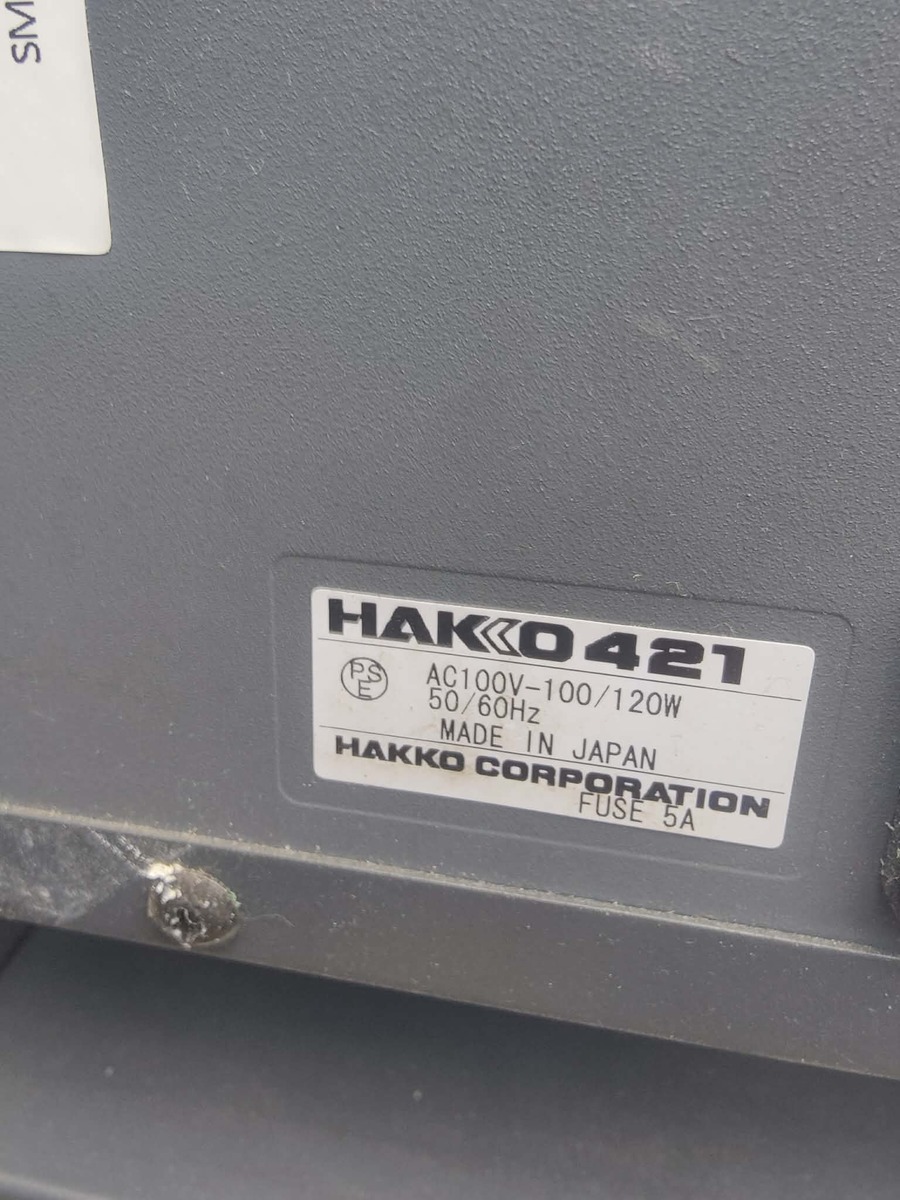 SM
HAKKO 421
PSE
AC100V-100/120W
50/60Hz
MADE IN JAPAN
HAKKO CORPORATION
FUSE 5A